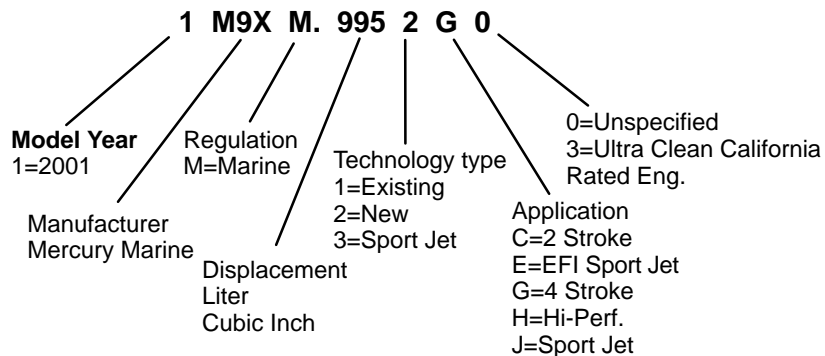 1 M9X M. 995 2 G 0
Model Year
1=2001
Manufacturer
Mercury Marine
Regulation
M=Marine
Displacement
Liter
Cubic Inch
Technology type
1=Existing
2=New
3=Sport Jet
Application
C=2 Stroke
E=EFI Sport Jet
G=4 Stroke
H=Hi-Perf.
J=Sport Jet
0=Unspecified
3=Ultra Clean California
Rated Eng.